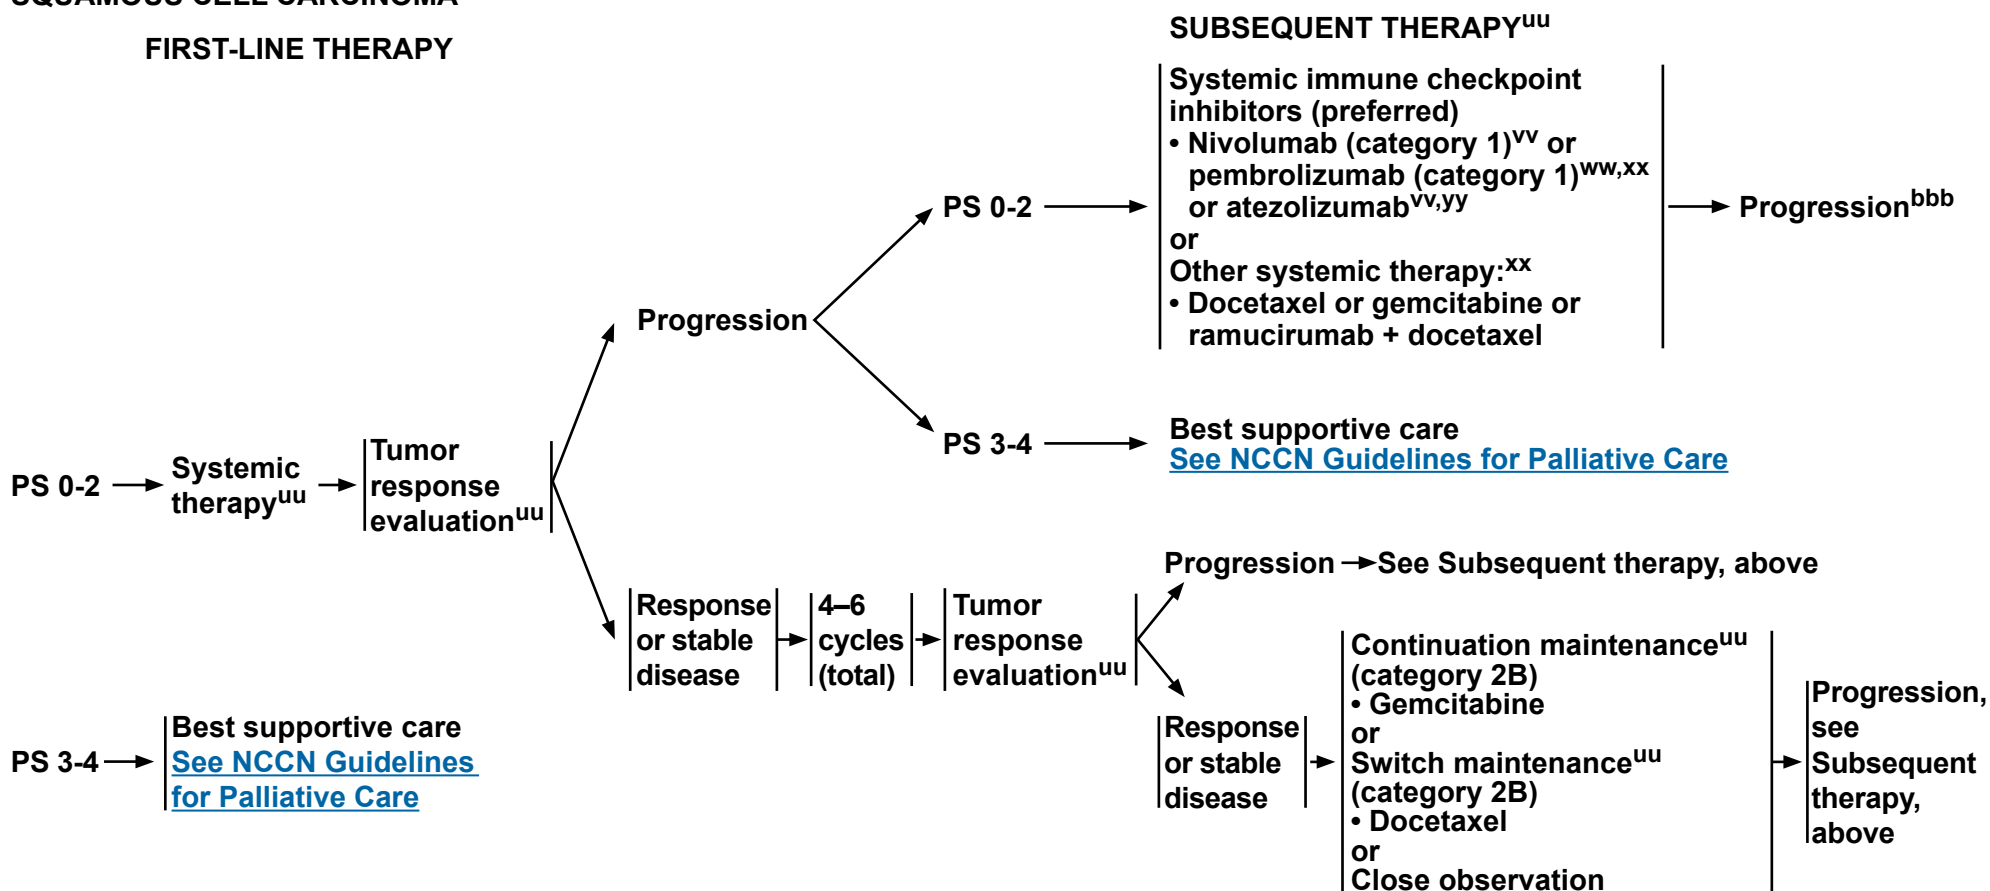 SQUAMOUS CELL CARCINOMA
FIRST-LINE THERAPY
SUBSEQUENT THERAPYuu
Systemic immune checkpoint
inhibitors (preferred)
• Nivolumab (category 1)vv or
pembrolizumab (category 1)ww,xx
or atezolizumabvv,yy
or
Other systemic therapy:xx
• Docetaxel or gemcitabine or
ramucirumab + docetaxel
PS 0-2
Progressionbbb
Progression
PS 3-4
Best supportive care
See NCCN Guidelines for Palliative Care
PS 0-2
Systemic
therapyuu
Tumor
response
evaluationuu
Response
or stable
disease
4–6
cycles
(total)
Tumor
response
evaluationuu
Progression
See Subsequent therapy, above
Response
or stable
disease
Continuation maintenanceuu
(category 2B)
• Gemcitabine
or
Switch maintenanceuu
(category 2B)
• Docetaxel
or
Close observation
Progression,
see
Subsequent
therapy,
above
PS 3-4
Best supportive care
See NCCN Guidelines
for Palliative Care